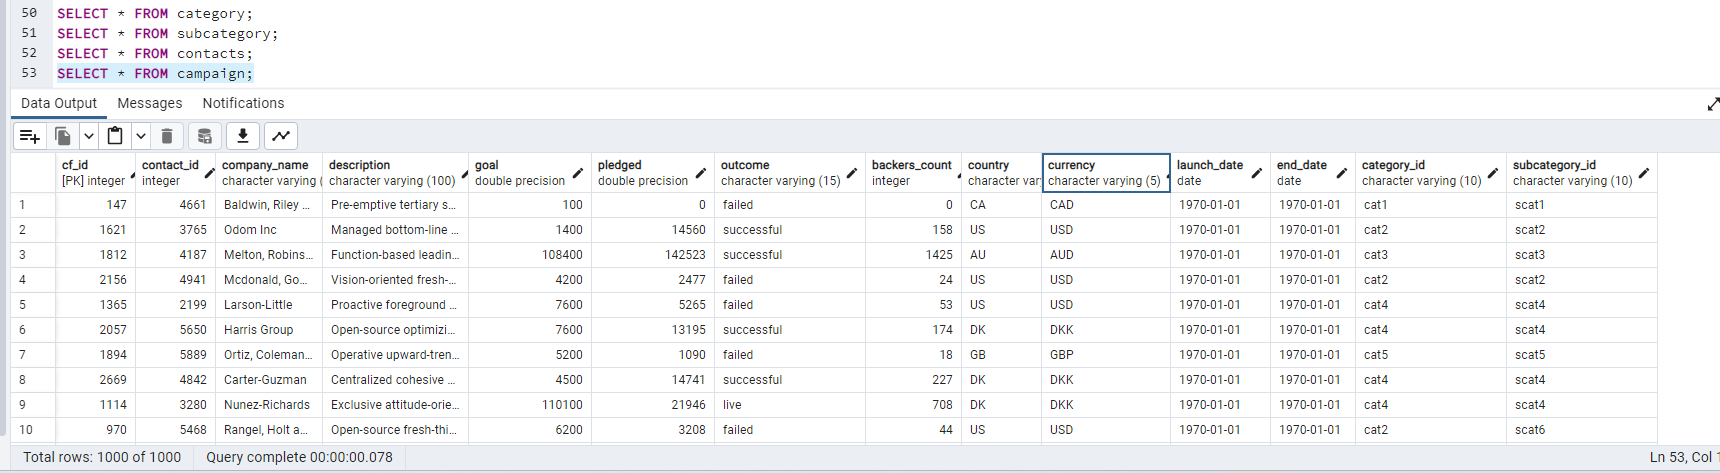 50 SELECT * FROM category;
51 SELECT * FROM subcategory;
52 SELECT * FROM contacts;
53 SELECT * FROM campaign;
Data Output Messages Notifications
cf_id contact_id company_name description goal pledged outcome backers_count country currency launch_date end_date category_id subcategory_id
[PK] integer integer character varying ( character varying (100) double precision double precision character varying (15) integer character var character varying (5) date date character varying (10) character varying (10)
1 147 4661 Baldwin, Riley ... Pre-emptive tertiary s... 100 0 failed 0 CA CAD 1970-01-01 1970-01-01 cat1 scat1
2 1621 3765 Odom Inc Managed bottom-line ... 1400 14560 successful 158 US USD 1970-01-01 1970-01-01 cat2 scat2
3 1812 4187 Melton, Robins... Function-based leadin... 108400 142523 successful 1425 AU AUD 1970-01-01 1970-01-01 cat3 scat3
4 2156 4941 Mcdonald, Go... Vision-oriented fresh-... 4200 2477 failed 24 US USD 1970-01-01 1970-01-01 cat2 scat2
5 1365 2199 Larson-Little Proactive foreground ... 7600 5265 failed 53 US USD 1970-01-01 1970-01-01 cat4 scat4
6 2057 5650 Harris Group Open-source optimizi... 7600 13195 successful 174 DK DKK 1970-01-01 1970-01-01 cat4 scat4
7 1894 5889 Ortiz, Coleman... Operative upward-tren... 5200 1090 failed 18 GB GBP 1970-01-01 1970-01-01 cat5 scat5
8 2669 4842 Carter-Guzman Centralized cohesive ... 4500 14741 successful 227 DK DKK 1970-01-01 1970-01-01 cat4 scat4
9 1114 3280 Nunez-Richards Exclusive attitude-orie... 110100 21946 live 708 DK DKK 1970-01-01 1970-01-01 cat4 scat4
10 970 5468 Rangel, Holt a... Open-source fresh-thi... 6200 3208 failed 44 US USD 1970-01-01 1970-01-01 cat2 scat6
Total rows: 1000 of 1000 Query complete 00:00:00.078 Ln 53, Col 1